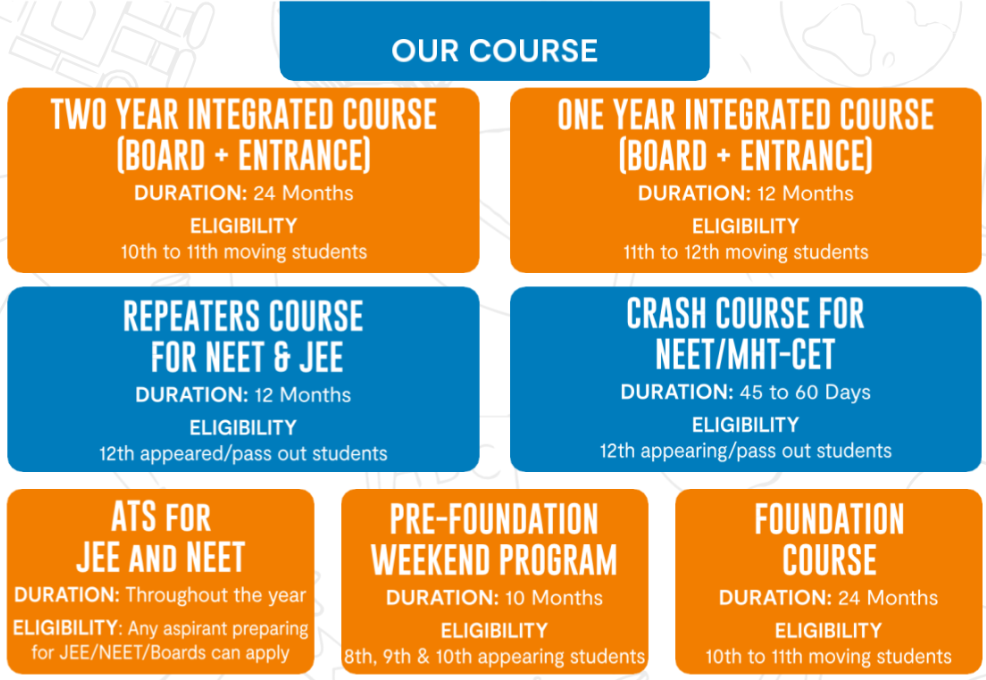 OUR COURSE
TWO YEAR INTEGRATED COURSE
(BOARD + ENTRANCE)
DURATION: 24 Months
ELIGIBILITY
10th to 11th moving students
ONE YEAR INTEGRATED COURSE
(BOARD + ENTRANCE)
DURATION: 12 Months
ELIGIBILITY
11th to 12th moving students
REPEATERS COURSE
FOR NEET & JEE
DURATION: 12 Months
ELIGIBILITY
12th appeared/pass out students
CRASH COURSE FOR
NEET/MHT-CET
DURATION: 45 to 60 Days
ELIGIBILITY
12th appearing/pass out students
ATS FOR
JEE AND NEET
DURATION: Throughout the year
ELIGIBILITY: Any aspirant preparing
for JEE/NEET/Boards can apply
PRE-FOUNDATION
WEEKEND PROGRAM
DURATION: 10 Months
ELIGIBILITY
8th, 9th & 10th appearing students
FOUNDATION
COURSE
DURATION: 24 Months
ELIGIBILITY
10th to 11th moving students